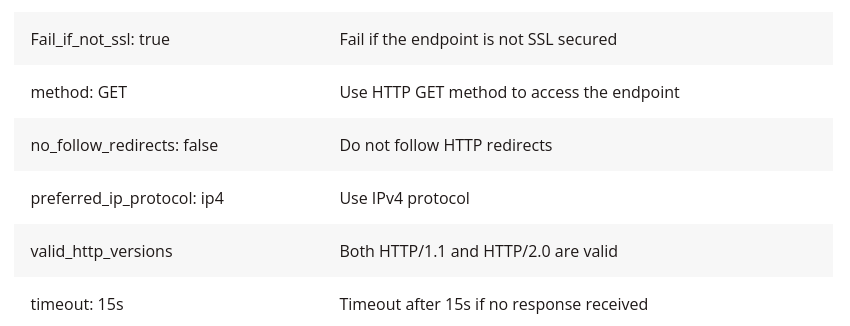 Fail_if_not_ssl: true Fail if the endpoint is not SSL secured
method: GET Use HTTP GET method to access the endpoint
no_follow_redirects: false Do not follow HTTP redirects
preferred_ip_protocol: ip4 Use IPv4 protocol
valid_http_versions Both HTTP/1.1 and HTTP/2.0 are valid
timeout: 15s Timeout after 15s if no response received